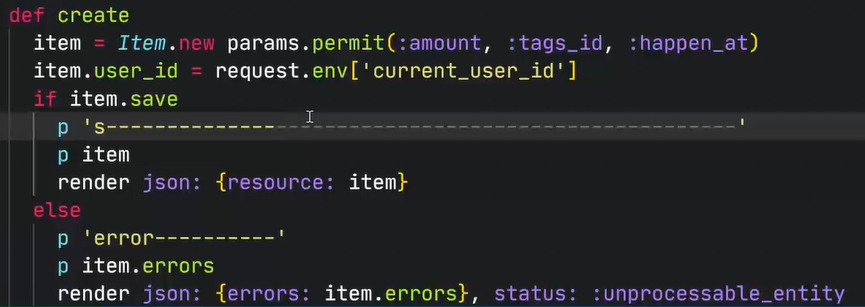 def create
item = Item.new params.permit(:amount, :tags_id, :happen_at)
item.user_id = request.env['current_user_id']
if item.save
p 's----------------------------------------------------'
p item
render json: {resource: item}
else
p 'error----------'
p item.errors
render json: {errors: item.errors}, status: :unprocessable_entity